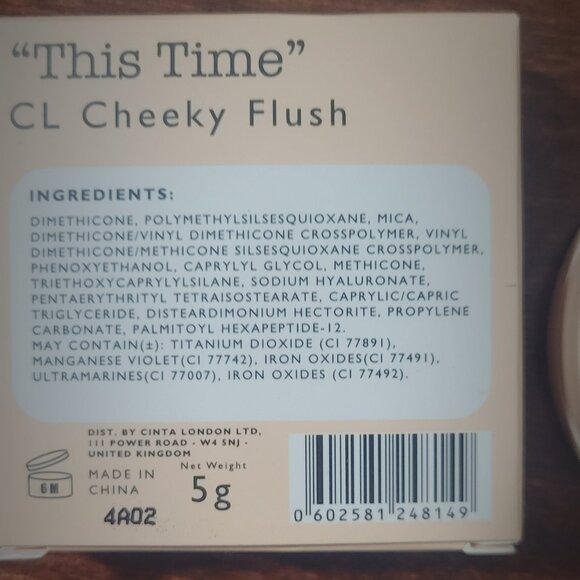 “This Time”
CL Cheeky Flush
INGREDIENTS:
DIMETHICONE, POLYMETHYLSILSESQUIOXANE, MICA,
DIMETHICONE/VINYL DIMETHICONE CROSSPOLYMER, VINYL
DIMETHICONE/METHICONE SILSESQUIOXANE CROSSPOLYMER,
PHENOXYETHANOL, CAPRYLYL GLYCOL, METHICONE,
TRIETHOXYCAPRYLYLSILANE, SODIUM HYALURONATE,
PENTAERYTHRITYL TETRAISOSTEARATE, CAPRYLIC/CAPRIC
TRIGLYCERIDE, DISTEARDIMONIUM HECTORITE, PROPYLENE
CARBONATE, PALMITOYL HEXAPEPTIDE-12.
MAY CONTAIN(±): TITANIUM DIOXIDE (CI 77891),
MANGANESE VIOLET(CI 77742), IRON OXIDES(CI 77491),
ULTRAMARINES(CI 77007), IRON OXIDES (CI 77492).
DIST. BY CINTA LONDON LTD,
111 POWER ROAD - W4 5NJ -
UNITED KINGDOM
6M
MADE IN
CHINA
Net Weight
5g
4A02
0 602581 248149